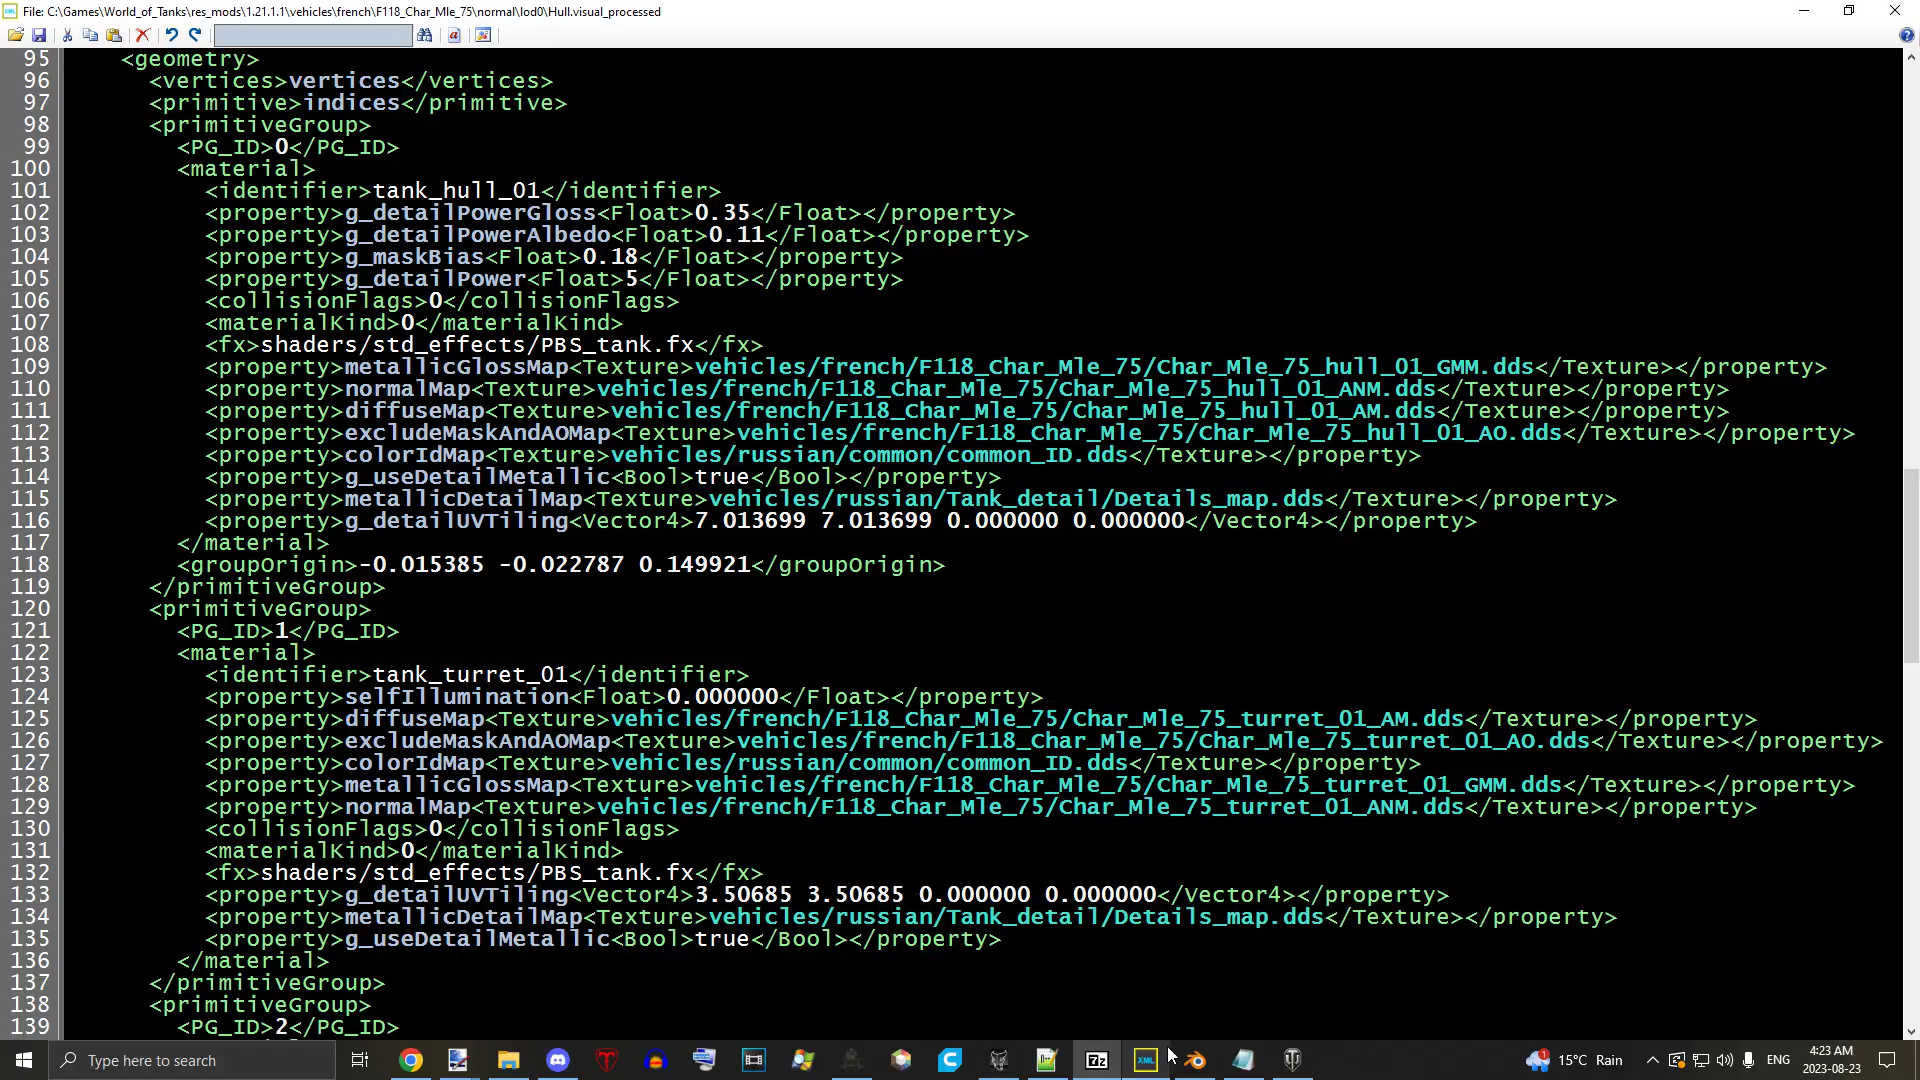 File: C:\Games\World_of_Tanks\res_mods\1.21.1.1\vehicles\french\F118_Char_Mle_75\normal\lod0\Hull.visual_processed
95 <geometry>
96 <vertices>vertices</vertices>
97 <primitive>indices</primitive>
98 <primitiveGroup>
99 <PG_ID>0</PG_ID>
100 <material>
101 <identifier>tank_hull_01</identifier>
102 <property>g_detailPowerGloss<Float>0.35</Float></property>
103 <property>g_detailPowerAlbedo<Float>0.11</Float></property>
104 <property>g_maskBias<Float>0.18</Float></property>
105 <property>g_detailPower<Float>5</Float></property>
106 <collisionFlags>0</collisionFlags>
107 <materialKind>0</materialKind>
108 <fx>shaders/std_effects/PBS_tank.fx</fx>
109 <property>metallicGlossMap<Texture>vehicles/french/F118_Char_Mle_75/Char_Mle_75_hull_01_GMM.dds</Texture></property>
110 <property>normalMap<Texture>vehicles/french/F118_Char_Mle_75/Char_Mle_75_hull_01_ANM.dds</Texture></property>
111 <property>diffuseMap<Texture>vehicles/french/F118_Char_Mle_75/Char_Mle_75_hull_01_AM.dds</Texture></property>
112 <property>excludeMaskAndAOMap<Texture>vehicles/french/F118_Char_Mle_75/Char_Mle_75_hull_01_AO.dds</Texture></property>
113 <property>colorIdMap<Texture>vehicles/russian/common/common_ID.dds</Texture></property>
114 <property>g_useDetailMetallic<Bool>true</Bool></property>
115 <property>metallicDetailMap<Texture>vehicles/russian/Tank_detail/Details_map.dds</Texture></property>
116 <property>g_detailUVTiling<Vector4>7.013699 7.013699 0.000000 0.000000</Vector4></property>
117 </material>
118 <groupOrigin>-0.015385 -0.022787 0.149921</groupOrigin>
119 </primitiveGroup>
120 <primitiveGroup>
121 <PG_ID>1</PG_ID>
122 <material>
123 <identifier>tank_turret_01</identifier>
124 <property>selfIllumination<Float>0.000000</Float></property>
125 <property>diffuseMap<Texture>vehicles/french/F118_Char_Mle_75/Char_Mle_75_turret_01_AM.dds</Texture></property>
126 <property>excludeMaskAndAOMap<Texture>vehicles/french/F118_Char_Mle_75/Char_Mle_75_turret_01_AO.dds</Texture></property>
127 <property>colorIdMap<Texture>vehicles/russian/common/common_ID.dds</Texture></property>
128 <property>metallicGlossMap<Texture>vehicles/french/F118_Char_Mle_75/Char_Mle_75_turret_01_GMM.dds</Texture></property>
129 <property>normalMap<Texture>vehicles/french/F118_Char_Mle_75/Char_Mle_75_turret_01_ANM.dds</Texture></property>
130 <collisionFlags>0</collisionFlags>
131 <materialKind>0</materialKind>
132 <fx>shaders/std_effects/PBS_tank.fx</fx>
133 <property>g_detailUVTiling<Vector4>3.50685 3.50685 0.000000 0.000000</Vector4></property>
134 <property>metallicDetailMap<Texture>vehicles/russian/Tank_detail/Details_map.dds</Texture></property>
135 <property>g_useDetailMetallic<Bool>true</Bool></property>
136 </material>
137 </primitiveGroup>
138 <primitiveGroup>
139 <PG_ID>2</PG_ID>
Type here to search
7z
XML
15°C Rain
ENG
4:23 AM
2023-08-23